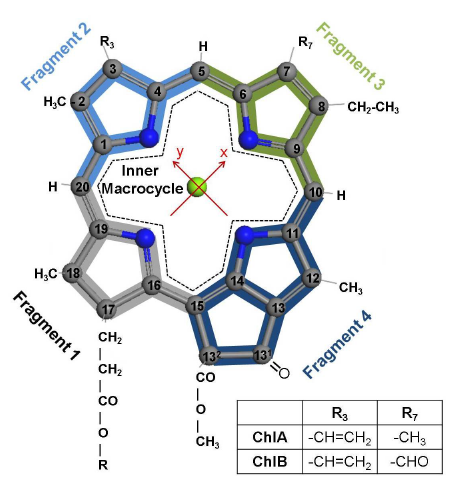 Fragment 2
Fragment 3
R3
H
R7
3
5
7
4
6
H3C
2
8
CH2-CH3
1
9
Inner
Macrocycle
y
x
H
20
10
H
19
11
H3C
18
16
14
12
CH3
17
15
13
Fragment 1
Fragment 4
CH2
13²
13¹
O
CH2
CO
CO
O
O
CH3
R
R3
R7
ChlA
-CH=CH2
-CH3
ChlB
-CH=CH2
-CHO